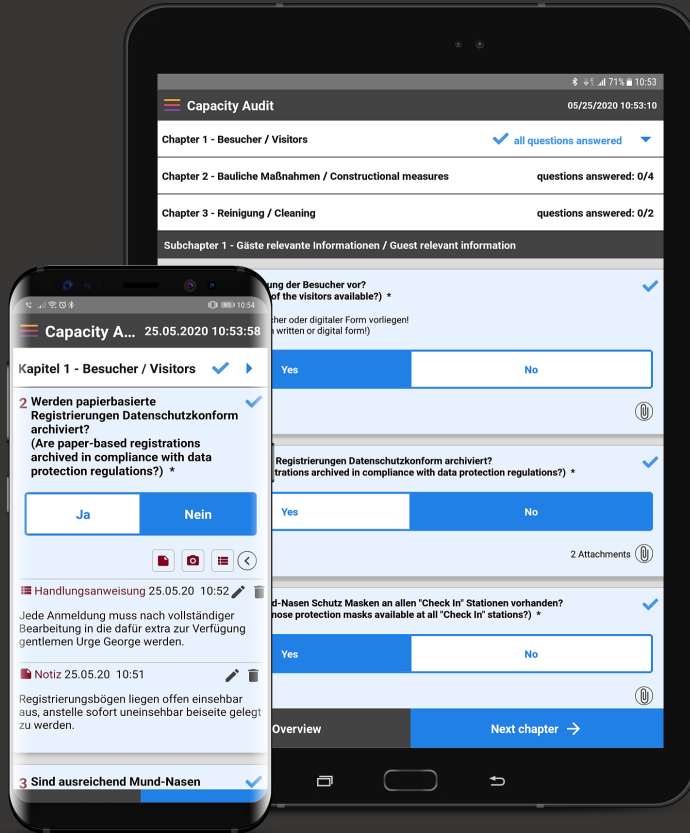 71% 10:53
Capacity Audit 05/25/2020 10:53:10
Chapter 1 - Besucher / Visitors all questions answered
Chapter 2 - Bauliche Maßnahmen / Constructional measures questions answered: 0/4
Chapter 3 - Reinigung / Cleaning questions answered: 0/2
Subchapter 1 - Gäste relevante Informationen / Guest relevant information
ung der Besucher vor?
of the visitors available?) *
cher oder digitaler Form vorliegen!
n written or digital form!)
Yes No
Registrierungen Datenschutzkonform archiviert?
trations archived in compliance with data protection regulations?) *
Yes No
2 Attachments
d-Nasen Schutz Masken an allen "Check In" Stationen vorhanden?
nose protection masks available at all "Check In" stations?) *
Yes No
Overview Next chapter →
10:54
Capacity A... 25.05.2020 10:53:58
Kapitel 1 - Besucher / Visitors
2 Werden papierbasierte
Registrierungen Datenschutzkonform
archiviert?
(Are paper-based registrations
archived in compliance with data
protection regulations?) *
Ja Nein
Handlungsanweisung 25.05.20 10:52
Jede Anmeldung muss nach vollständiger
Bearbeitung in die dafür extra zur Verfügung
gentlemen Urge George werden.
Notiz 25.05.20 10:51
Registrierungsbögen liegen offen einsehbar
aus, anstelle sofort uneinsehbar beiseite gelegt
zu werden.
3 Sind ausreichend Mund-Nasen